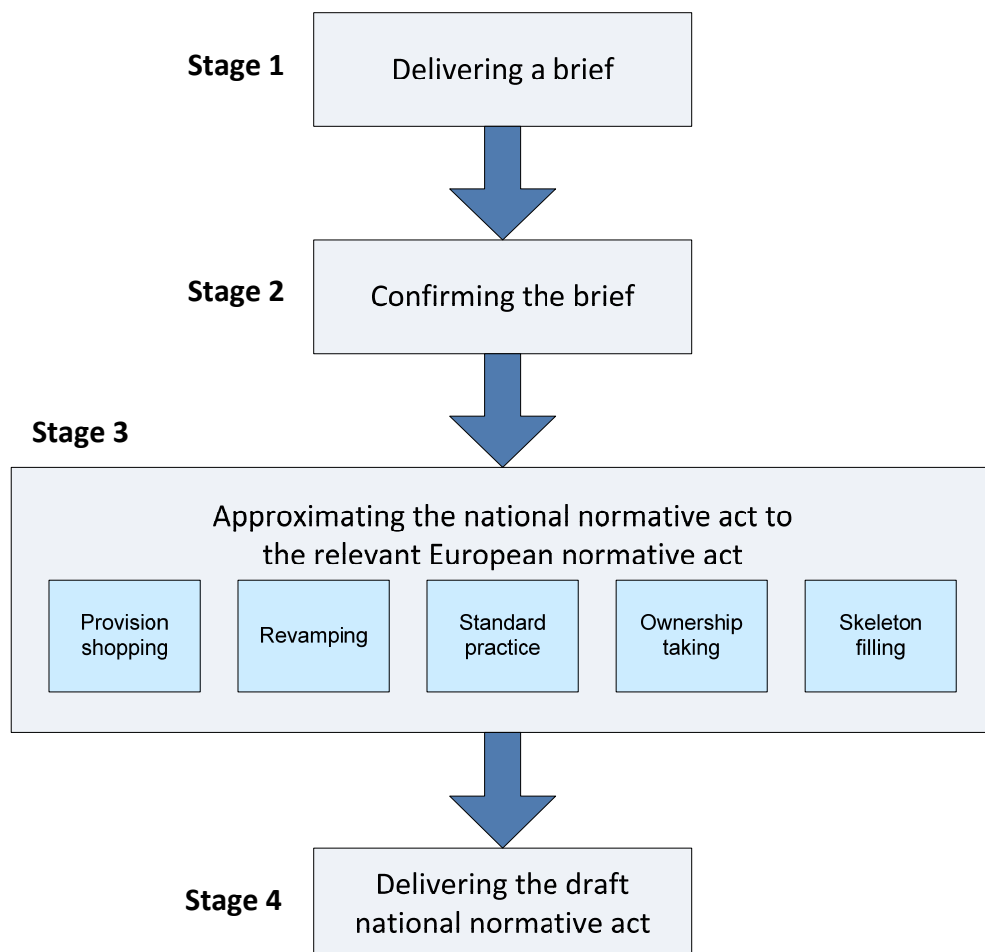 Stage 1
Delivering a brief
Stage 2
Confirming the brief
Stage 3
Approximating the national normative act to
the relevant European normative act
Provision
shopping
Revamping
Standard
practice
Ownership
taking
Skeleton
filling
Stage 4
Delivering the draft
national normative act